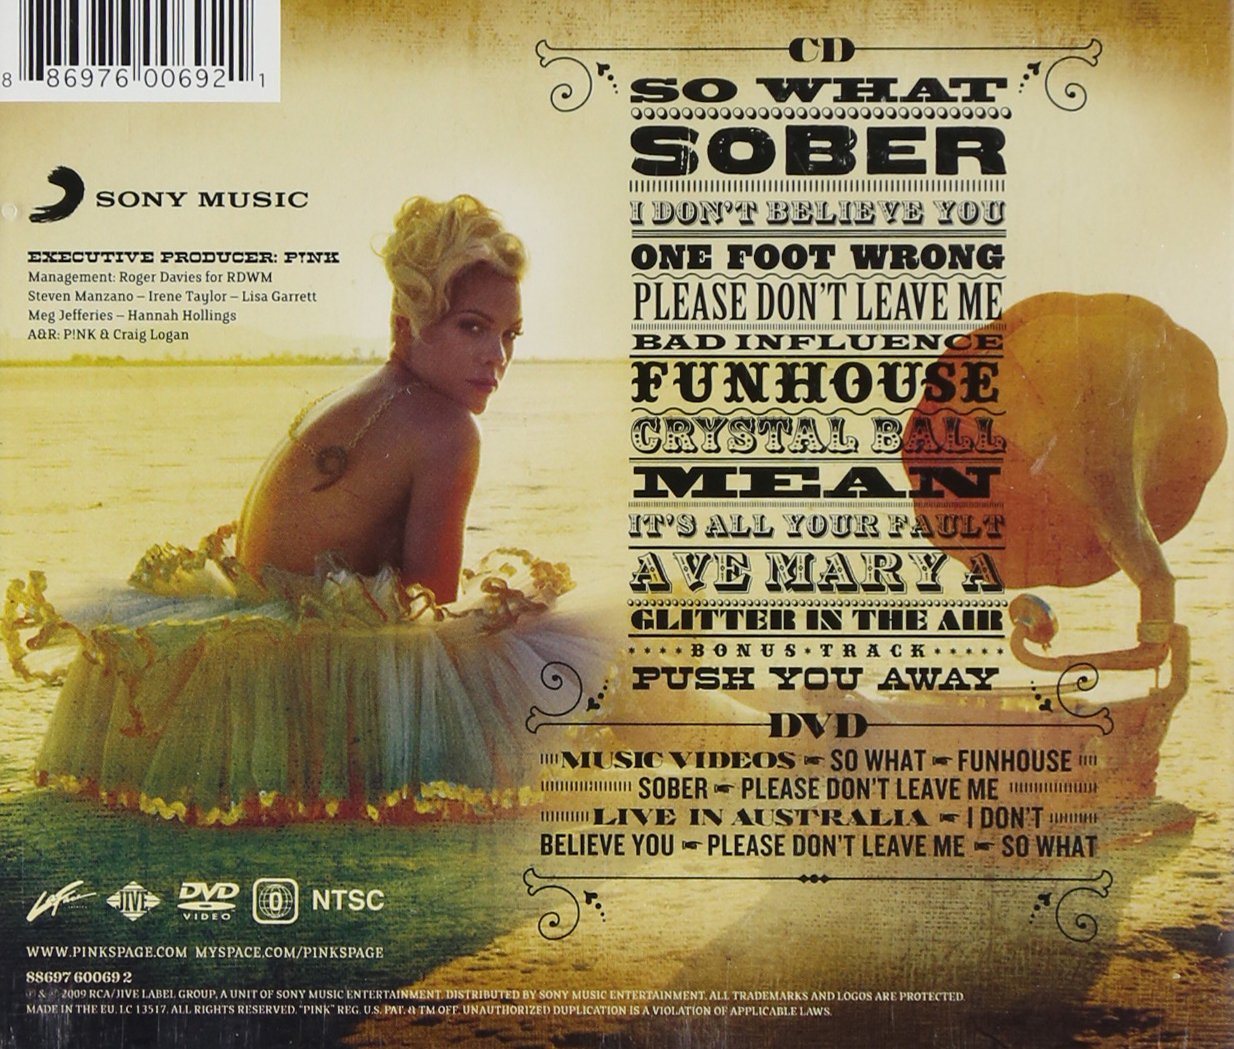 8 86976 00692 1
SONY MUSIC
EXECUTIVE PRODUCER: P!NK
Management: Roger Davies for RDWM
Steven Manzano – Irene Taylor – Lisa Garrett
Meg Jefferies – Hannah Hollings
A&R: P!NK & Craig Logan
CD
SO WHAT
SOBER
I DON'T BELIEVE YOU
ONE FOOT WRONG
PLEASE DON'T LEAVE ME
BAD INFLUENCE
FUNHOUSE
CRYSTAL BALL
MEAN
IT'S ALL YOUR FAULT
AVE MARY A
GLITTER IN THE AIR
BONUS TRACK
PUSH YOU AWAY
DVD
MUSIC VIDEOS ☛ SO WHAT ☛ FUNHOUSE
SOBER ☛ PLEASE DON'T LEAVE ME
LIVE IN AUSTRALIA ☛ I DON'T
BELIEVE YOU ☛ PLEASE DON'T LEAVE ME ☛ SO WHAT
LaFace JIVE DVD VIDEO 0 NTSC
WWW.PINKSPAGE.COM MYSPACE.COM/PINKSPAGE
88697 60069 2
℗ & © 2009 RCA/JIVE LABEL GROUP, A UNIT OF SONY MUSIC ENTERTAINMENT. DISTRIBUTED BY SONY MUSIC ENTERTAINMENT. ALL TRADEMARKS AND LOGOS ARE PROTECTED.
MADE IN THE EU. LC 13517. ALL RIGHTS RESERVED. "PINK" REG. U.S. PAT. & TM OFF. UNAUTHORIZED DUPLICATION IS A VIOLATION OF APPLICABLE LAWS.